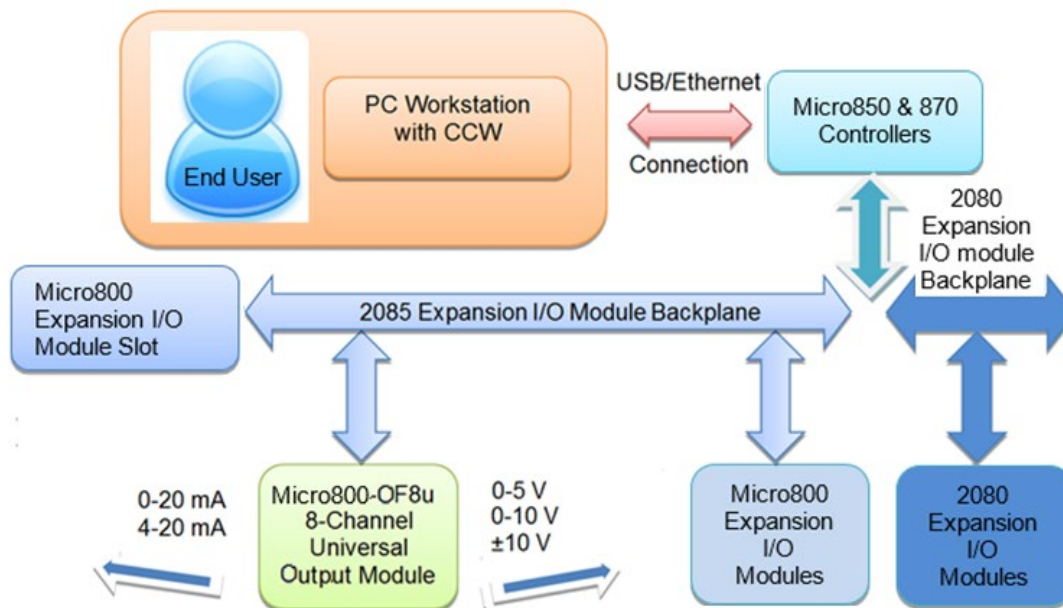 End User
PC Workstation
with CCW
USB/Ethernet
Connection
Micro850 & 870
Controllers
2080
Expansion
I/O module
Backplane
Micro800
Expansion I/O
Module Slot
2085 Expansion I/O Module Backplane
0-20 mA
4-20 mA
Micro800-OF8u
8-Channel
Universal
Output Module
0-5 V
0-10 V
±10 V
Micro800
Expansion
I/O
Modules
2080
Expansion
I/O
Modules